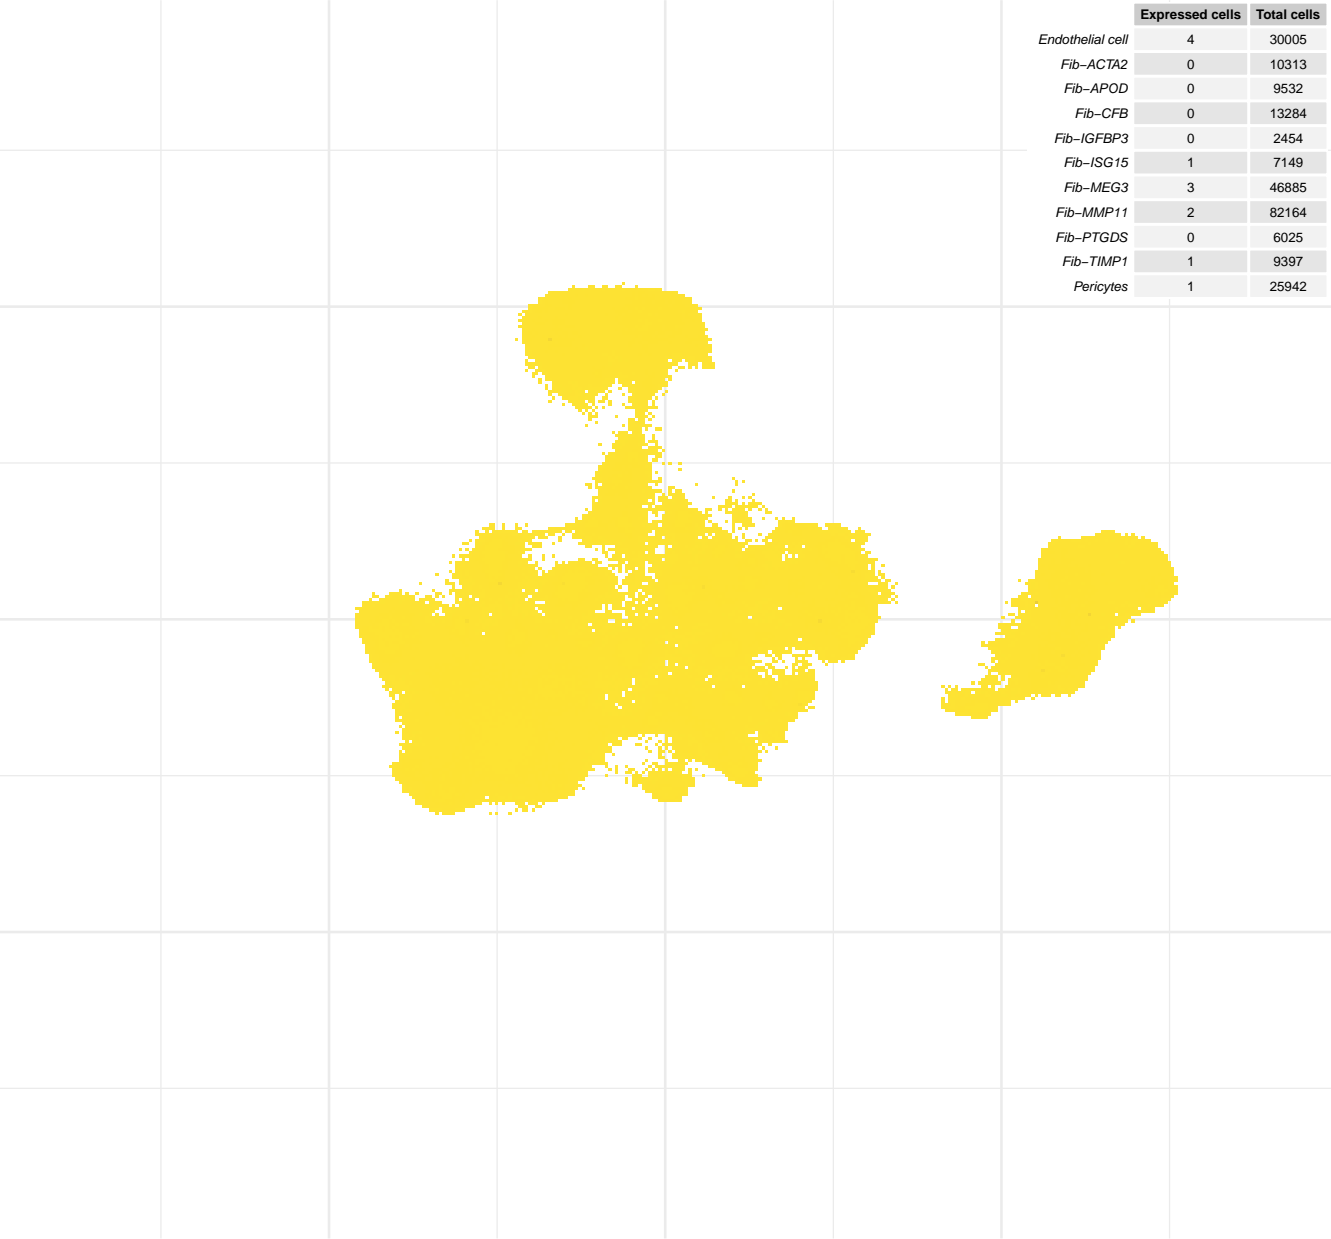 Expressed cells Total cells
Endothelial cell 4 30005
Fib−ACTA2 0 10313
Fib−APOD 0 9532
Fib−CFB 0 13284
Fib−IGFBP3 0 2454
Fib−ISG15 1 7149
Fib−MEG3 3 46885
Fib−MMP11 2 82164
Fib−PTGDS 0 6025
Fib−TIMP1 1 9397
Pericytes 1 25942